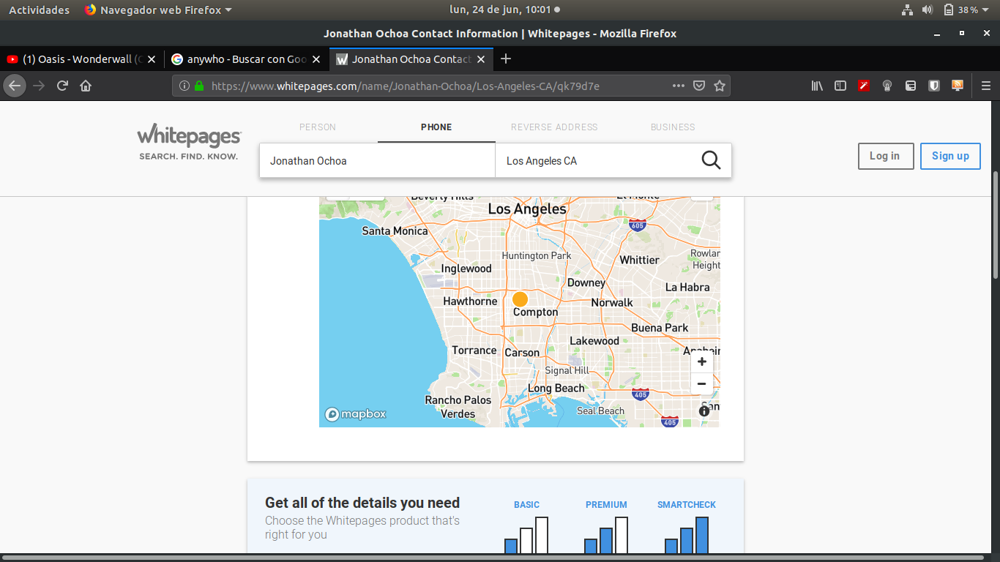 Actividades Navegador web Firefox lun, 24 de jun, 10:01 38%
Jonathan Ochoa Contact Information | Whitepages - Mozilla Firefox
(1) Oasis - Wonderwall (O anywho - Buscar con Goo Jonathan Ochoa Contact
https://www.whitepages.com/name/Jonathan-Ochoa/Los-Angeles-CA/qk79d7e
PERSON PHONE REVERSE ADDRESS BUSINESS
whitepages
SEARCH. FIND. KNOW.
Jonathan Ochoa Los Angeles CA
Log in Sign up
Beverly Hills El Monte
Los Angeles
605
Santa Monica
Huntington Park
Whittier
Rowlan
Height
Inglewood
Downey
La Habra
Hawthorne
Norwalk
Compton
Buena Park
Lakewood
Torrance Carson
Anaheim
Signal Hill
Long Beach
405
Rancho Palos
Verdes
Seal Beach
San
405
mapbox
Get all of the details you need
Choose the Whitepages product that's
right for you
BASIC PREMIUM SMARTCHECK